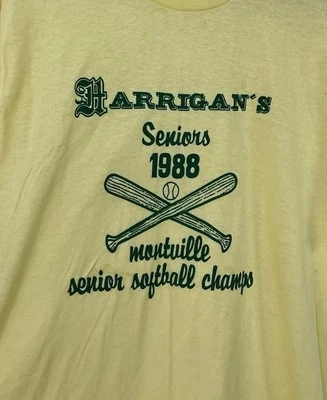 HARRIGAN'S
Seniors
1988
montville
senior softball champs